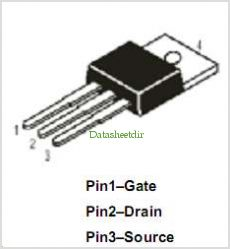 4
1
2
3
Datasheetdir
Pin1–Gate
Pin2–Drain
Pin3–Source